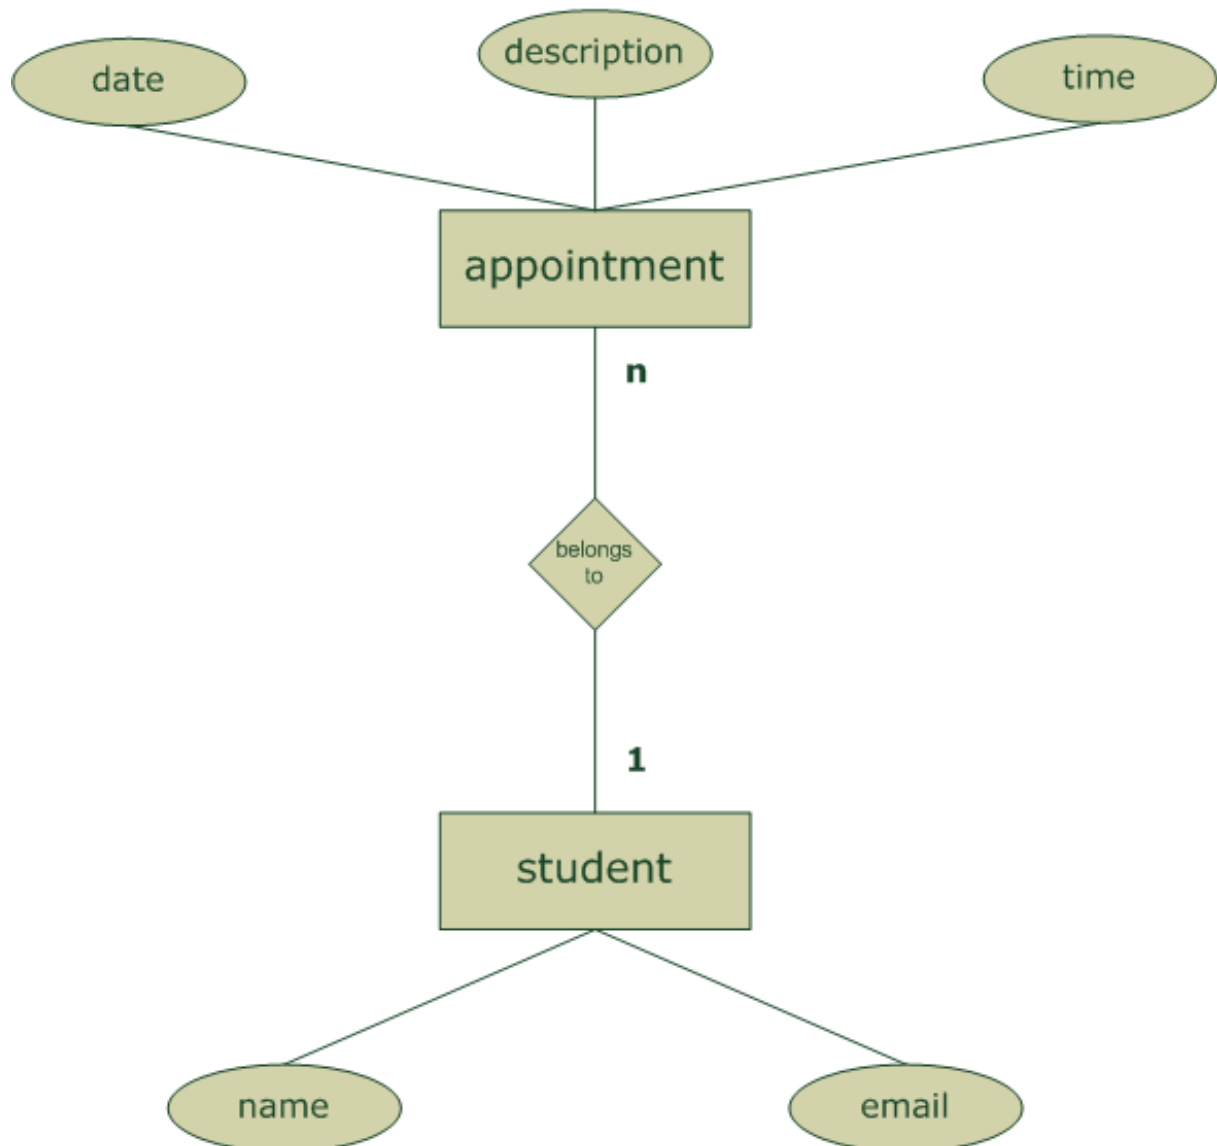 description
date
time
appointment
n
belongs
to
1
student
name
email